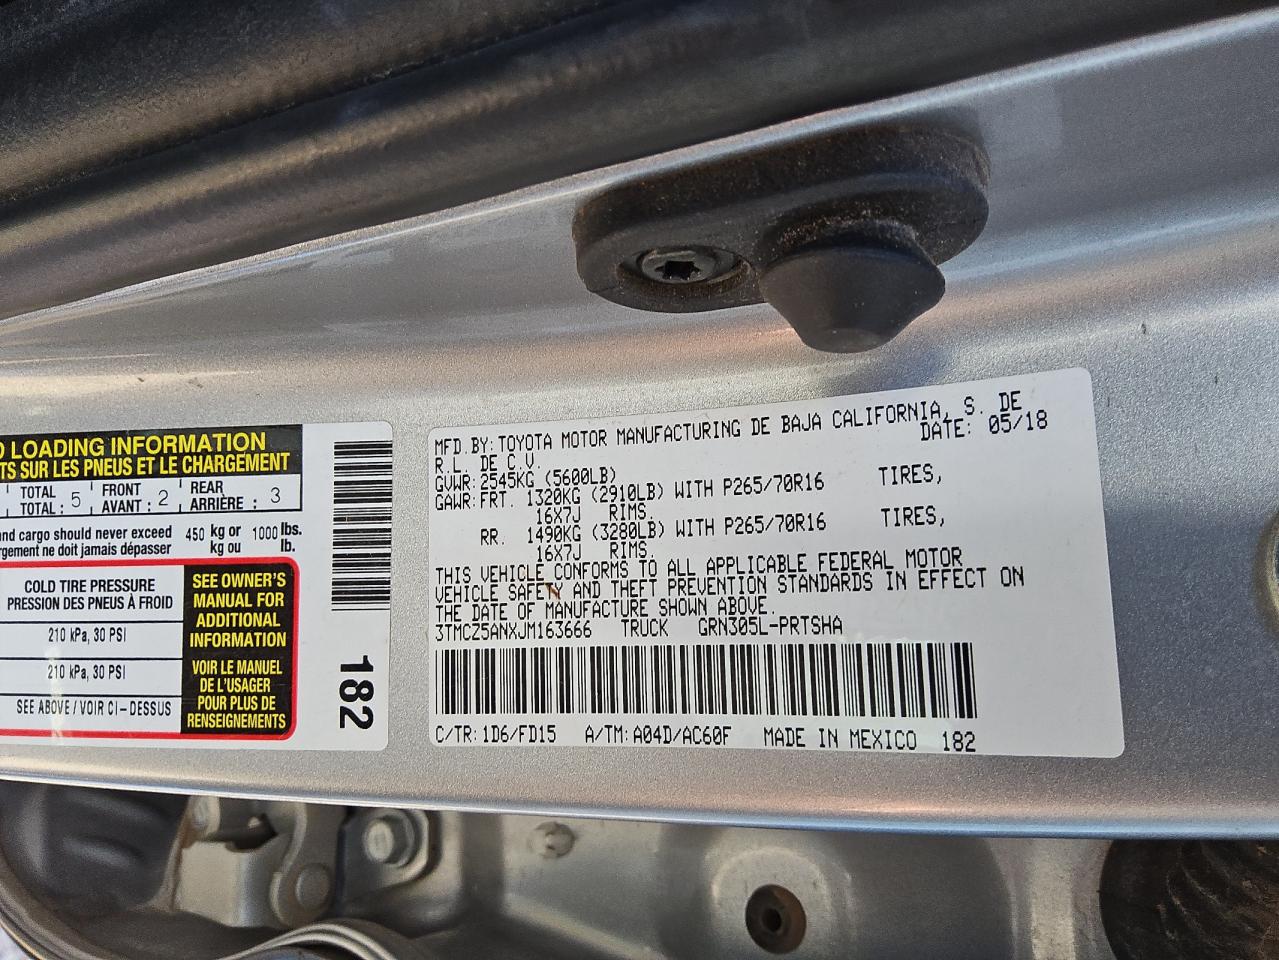 D LOADING INFORMATION
TS SUR LES PNEUS ET LE CHARGEMENT
TOTAL TOTAL : 5 FRONT AVANT : 2 REAR ARRIÈRE : 3
and cargo should never exceed 450 kg or 1000 lbs.
rgement ne doit jamais dépasser kg ou lb.
COLD TIRE PRESSURE
PRESSION DES PNEUS À FROID
210 kPa, 30 PSI
210 kPa, 30 PSI
SEE ABOVE / VOIR CI-DESSUS
SEE OWNER'S
MANUAL FOR
ADDITIONAL
INFORMATION
VOIR LE MANUEL
DE L'USAGER
POUR PLUS DE
RENSEIGNEMENTS
182
MFD. BY: TOYOTA MOTOR MANUFACTURING DE BAJA CALIFORNIA, S. DE
R.L. DE C.V. DATE: 05/18
GVWR: 2545KG (5600LB)
GAWR: FRT. 1320KG (2910LB) WITH P265/70R16 TIRES,
16X7J RIMS.
RR. 1490KG (3280LB) WITH P265/70R16 TIRES,
16X7J RIMS.
THIS VEHICLE CONFORMS TO ALL APPLICABLE FEDERAL MOTOR
VEHICLE SAFETY AND THEFT PREVENTION STANDARDS IN EFFECT ON
THE DATE OF MANUFACTURE SHOWN ABOVE.
3TMCZ5ANXJM163666 TRUCK GRN305L-PRTSHA
C/TR: 1D6/FD15 A/TM: A04D/AC60F MADE IN MEXICO 182